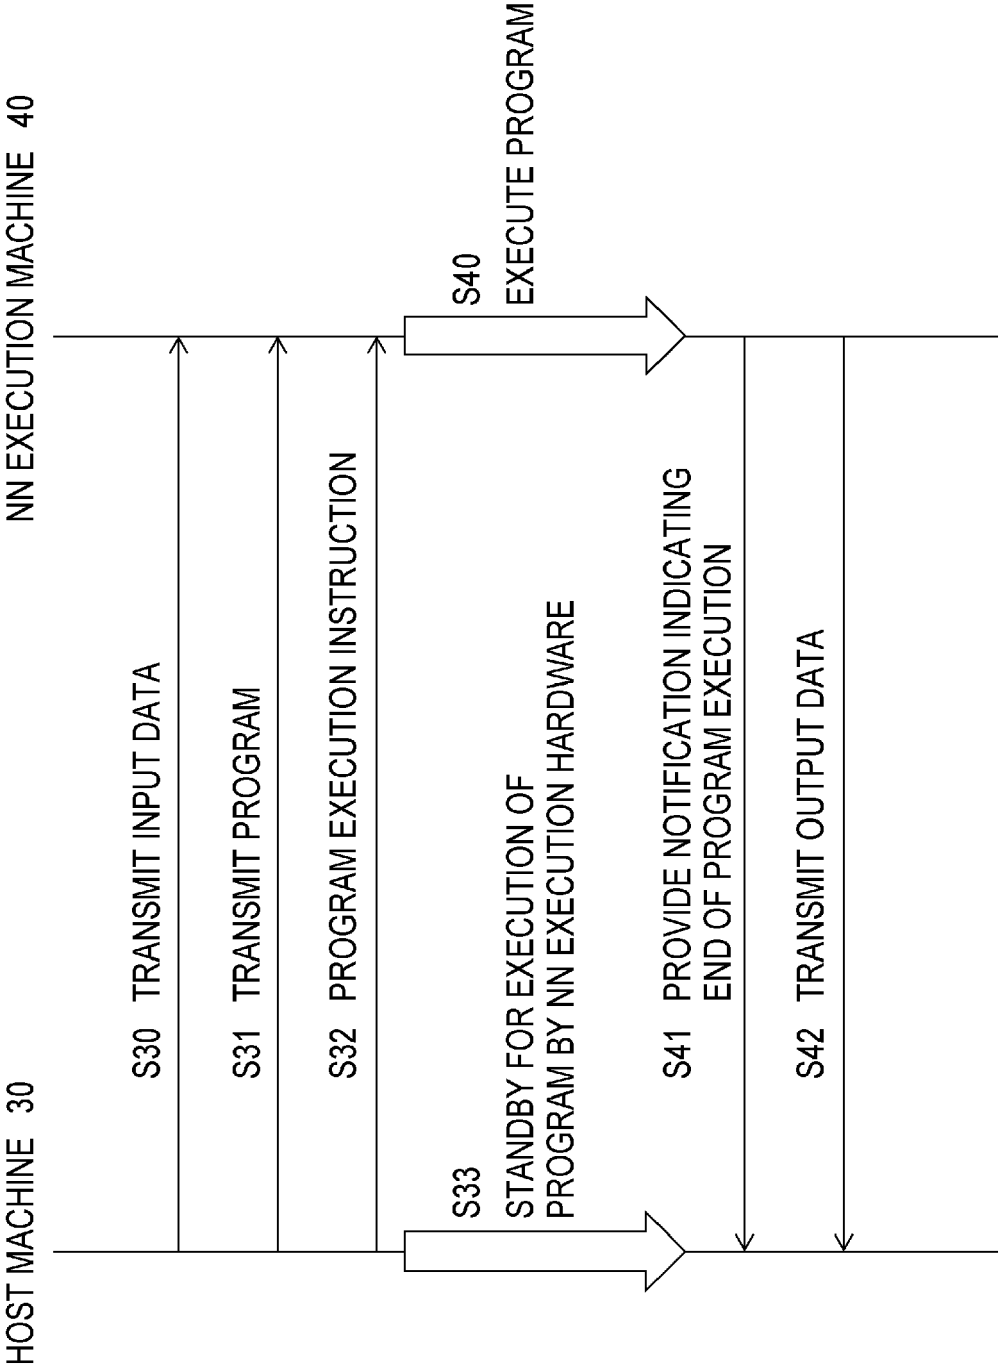 HOST MACHINE 30
NN EXECUTION MACHINE 40
S30 TRANSMIT INPUT DATA
S31 TRANSMIT PROGRAM
S32 PROGRAM EXECUTION INSTRUCTION
S33
STANDBY FOR EXECUTION OF
PROGRAM BY NN EXECUTION HARDWARE
S40
EXECUTE PROGRAM
S41 PROVIDE NOTIFICATION INDICATING
END OF PROGRAM EXECUTION
S42 TRANSMIT OUTPUT DATA